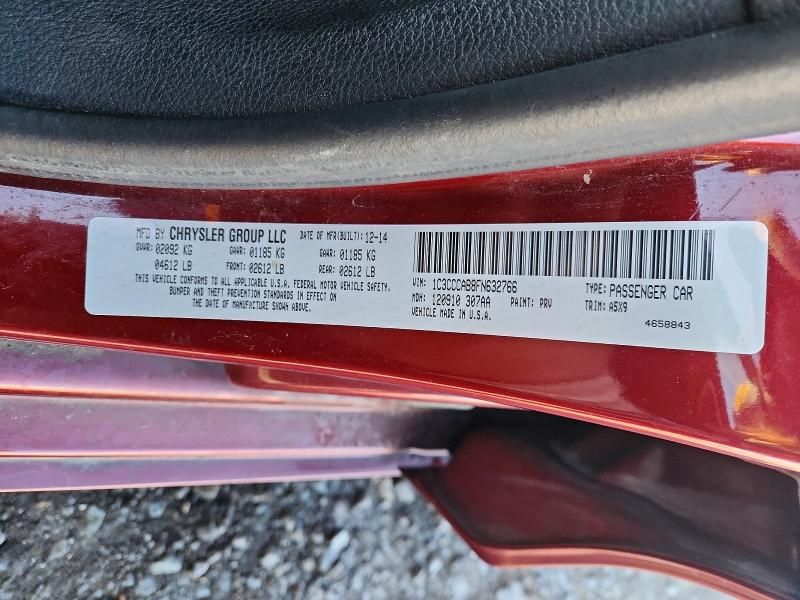 MFD BY CHRYSLER GROUP LLC DATE OF MFR(BUILT): 12-14
GVWR: 02092 KG GAWR: 01185 KG GAWR: 01185 KG
04612 LB FRONT: 02612 LB REAR: 02612 LB
THIS VEHICLE CONFORMS TO ALL APPLICABLE U.S.A. FEDERAL MOTOR VEHICLE SAFETY,
BUMPER AND THEFT PREVENTION STANDARDS IN EFFECT ON
THE DATE OF MANUFACTURE SHOWN ABOVE.
VIN: 1C3CCCAB8FN632766 TYPE: PASSENGER CAR
MDH: 120910 307AA PAINT: PRV TRIM: A5X9
VEHICLE MADE IN U.S.A.
4658843